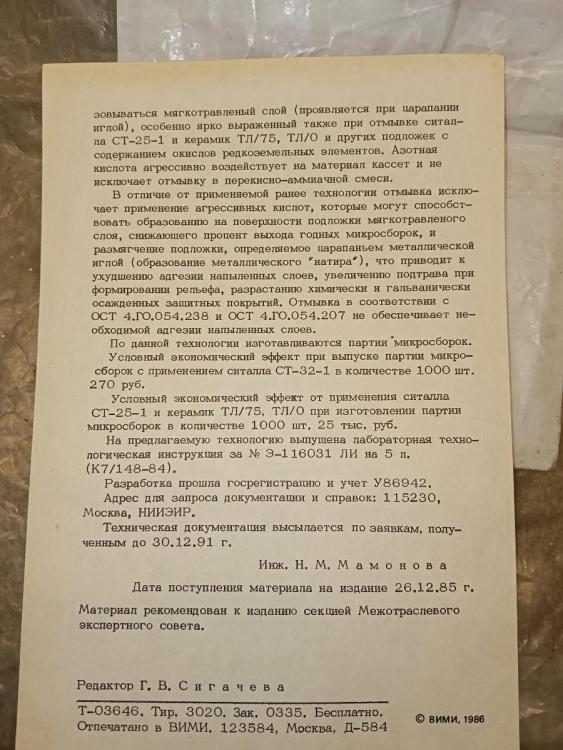 зовываться мягкотравленый слой (проявляется при царапании
иглой), особенно ярко выраженный также при отмывке ситал-
ла СТ-25-1 и керамик ТЛ/75, ТЛ/О и других подложек с
содержанием окислов редкоземельных элементов. Азотная
кислота агрессивно воздействует на материал кассет и не
исключает отмывку в перекисно-аммиачной смеси.
В отличие от применяемой ранее технологии отмывка исклю-
чает применение агрессивных кислот, которые могут способст-
вовать образованию на поверхности подложки мягкотравленого
слоя, снижающего процент выхода годных микросборок, и
размягчение подложки, определяемое царапаньем металлической
иглой (образование металлического "натира"), что приводит к
ухудшению адгезии напыленных слоев, увеличению подтрава при
формировании рельефа, разрастанию химически и гальванически
осажденных защитных покрытий. Отмывка в соответствии с
ОСТ 4.ГО.054.238 и ОСТ 4.ГО.054.207 не обеспечивает не-
обходимой адгезии напыленных слоев.
По данной технологии изготавливаются партии микросборок.
Условный экономический эффект при выпуске партии микро-
сборок с применением ситалла СТ-32-1 в количестве 1000 шт.
270 руб.
Условный экономический эффект от применения ситалла
СТ-25-1 и керамик ТЛ/75, ТЛ/О при изготовлении партии
микросборок в количестве 1000 шт. 25 тыс. руб.
На предлагаемую технологию выпущена лабораторная техно-
логическая инструкция за № Э-116031 ЛИ на 5 л.
(К7/148-84).
Разработка прошла госрегистрацию и учет У86942.
Адрес для запроса документации и справок: 115230,
Москва, НИИЭИР.
Техническая документация высылается по заявкам, полу-
ченным до 30.12.91 г.
Инж. Н. М. Мамонова
Дата поступления материала на издание 26.12.85 г.
Материал рекомендован к изданию секцией Межотраслевого
экспертного совета.
Редактор Г. В. Сигачева
Т-03646. Тир. 3020. Зак. 0335. Бесплатно.
Отпечатано в ВИМИ. 123584, Москва, Д-584
© ВИМИ, 1986